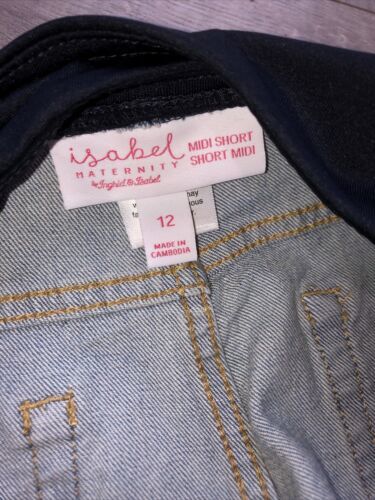 isabel
MATERNITY
by Ingrid & Isabel
MIDI SHORT
SHORT MIDI
12
MADE IN
CAMBODIA